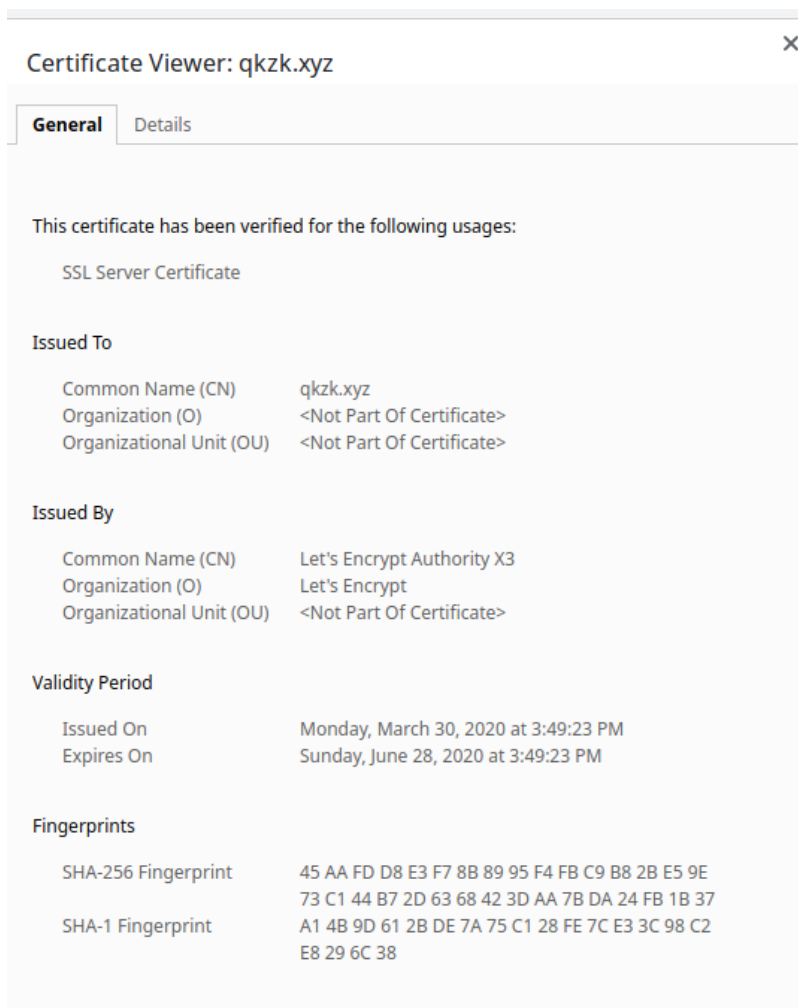 Certificate Viewer: qkzk.xyz
×
General Details
This certificate has been verified for the following usages:
SSL Server Certificate
Issued To
Common Name (CN) qkzk.xyz
Organization (O) <Not Part Of Certificate>
Organizational Unit (OU) <Not Part Of Certificate>
Issued By
Common Name (CN) Let's Encrypt Authority X3
Organization (O) Let's Encrypt
Organizational Unit (OU) <Not Part Of Certificate>
Validity Period
Issued On Monday, March 30, 2020 at 3:49:23 PM
Expires On Sunday, June 28, 2020 at 3:49:23 PM
Fingerprints
SHA-256 Fingerprint 45 AA FD D8 E3 F7 8B 89 95 F4 FB C9 B8 2B E5 9E
73 C1 44 B7 2D 63 68 42 3D AA 7B DA 24 FB 1B 37
SHA-1 Fingerprint A1 4B 9D 61 2B DE 7A 75 C1 28 FE 7C E3 3C 98 C2
E8 29 6C 38